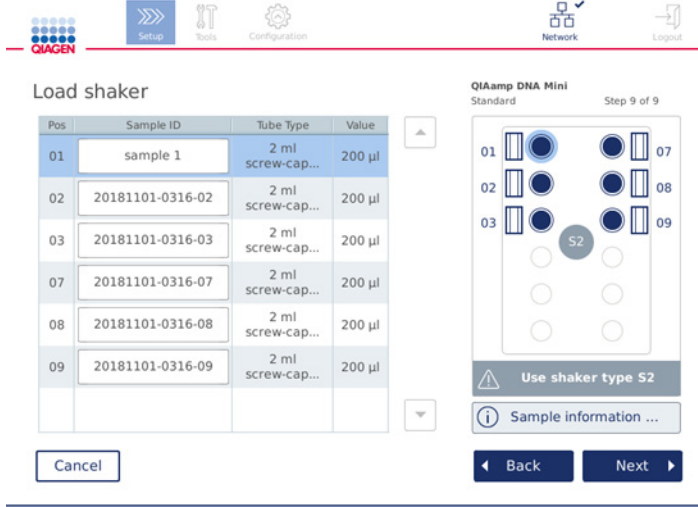 QIAGEN
Setup
Tools
Configuration
Network
Logout
Load shaker
Pos Sample ID Tube Type Value
01 sample 1 2 ml screw-cap... 200 µl
02 20181101-0316-02 2 ml screw-cap... 200 µl
03 20181101-0316-03 2 ml screw-cap... 200 µl
07 20181101-0316-07 2 ml screw-cap... 200 µl
08 20181101-0316-08 2 ml screw-cap... 200 µl
09 20181101-0316-09 2 ml screw-cap... 200 µl
Cancel
QIAamp DNA Mini
Standard Step 9 of 9
01 07
02 08
03 09
S2
Use shaker type S2
Sample information ...
Back Next